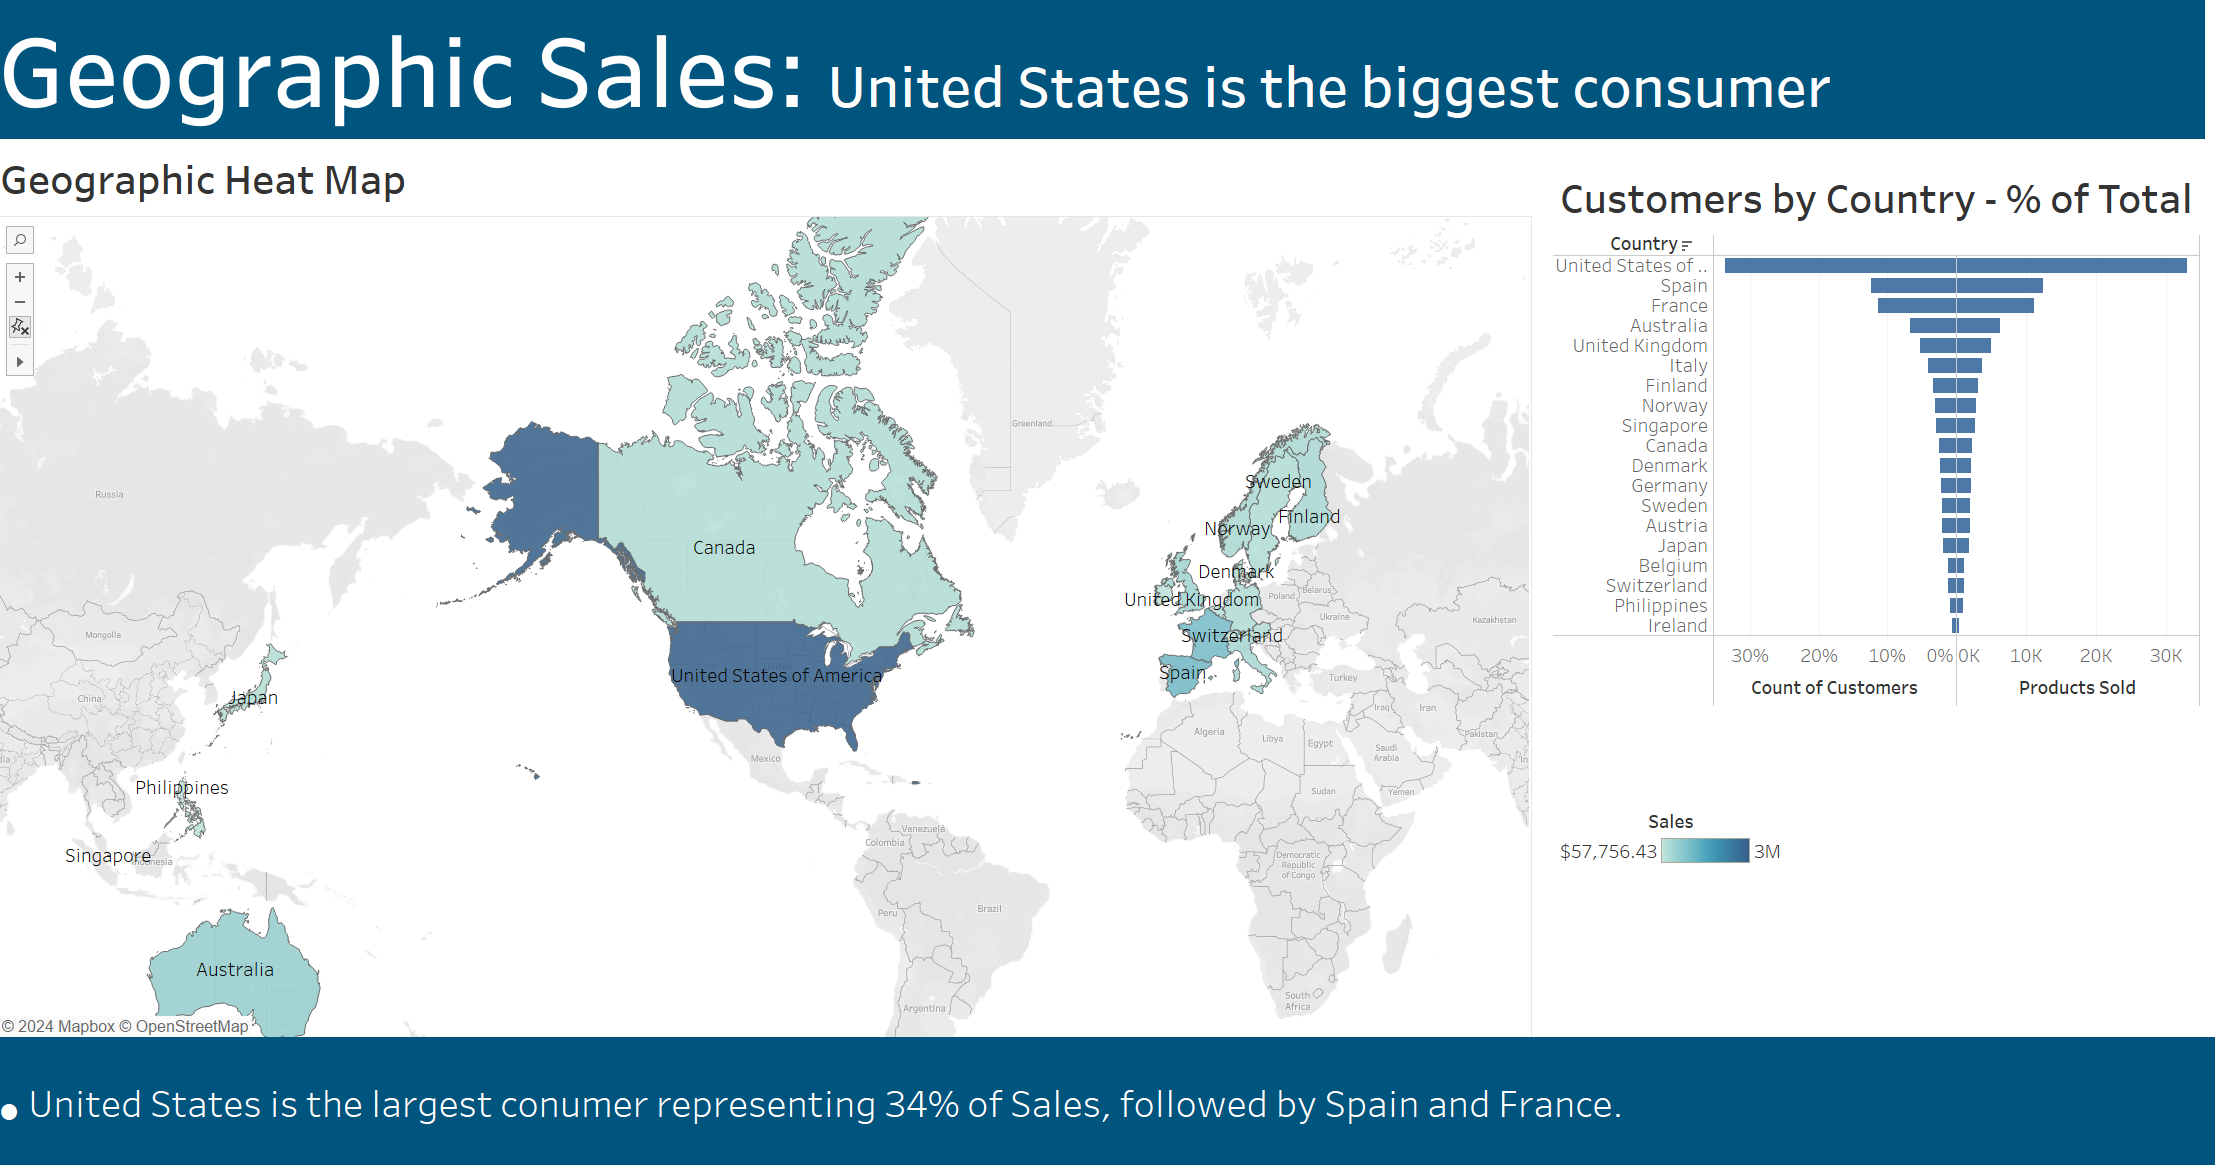 Geographic Sales: United States is the biggest consumer
Geographic Heat Map
Customers by Country - % of Total
Country
United States of ..
Spain
France
Australia
United Kingdom
Italy
Finland
Norway
Singapore
Canada
Denmark
Germany
Sweden
Austria
Japan
Belgium
Switzerland
Philippines
Ireland
30% 20% 10% 0% 0K 10K 20K 30K
Count of Customers Products Sold
Sales
$57,756.43 3M
Greenland
Russia
Sweden
Finland
Norway
Canada
Denmark
United Kingdom
Poland
Belarus
Ukraine
Kazakhstan
Mongolia
Switzerland
Spain
United States of America
Turkey
China
Japan
Iraq
Iran
Pakistan
Algeria
Libya
Egypt
Saudi
Arabia
Mexico
Philippines
Sudan
Yemen
Venezuela
Colombia
Singapore
Democratic
Republic
of Congo
Peru
Brazil
Australia
South
Africa
Argentina
© 2024 Mapbox © OpenStreetMap
• United States is the largest conumer representing 34% of Sales, followed by Spain and France.